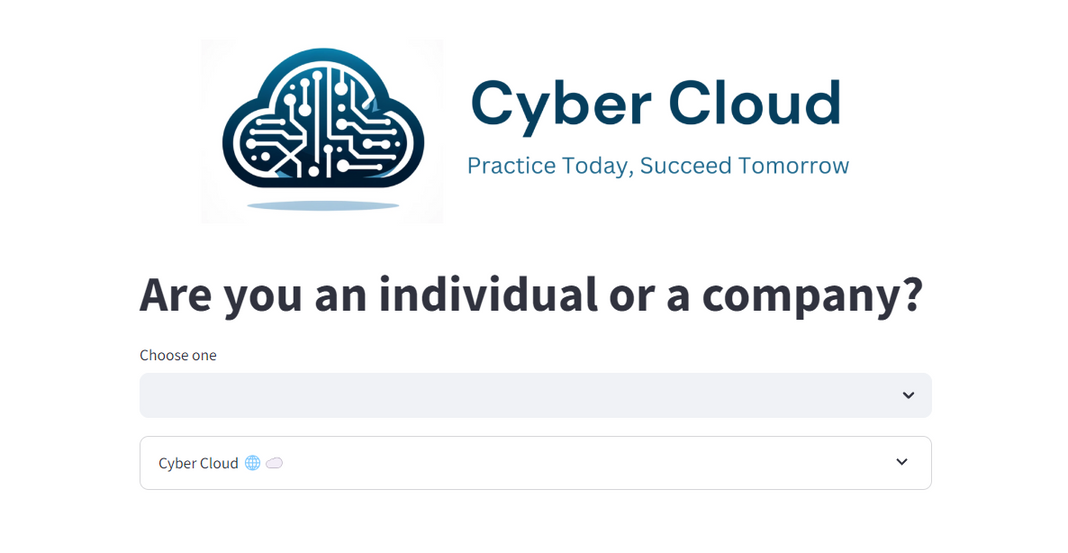 Cyber Cloud
Practice Today, Succeed Tomorrow
Are you an individual or a company?
Choose one
Cyber Cloud 🌐 ☁️